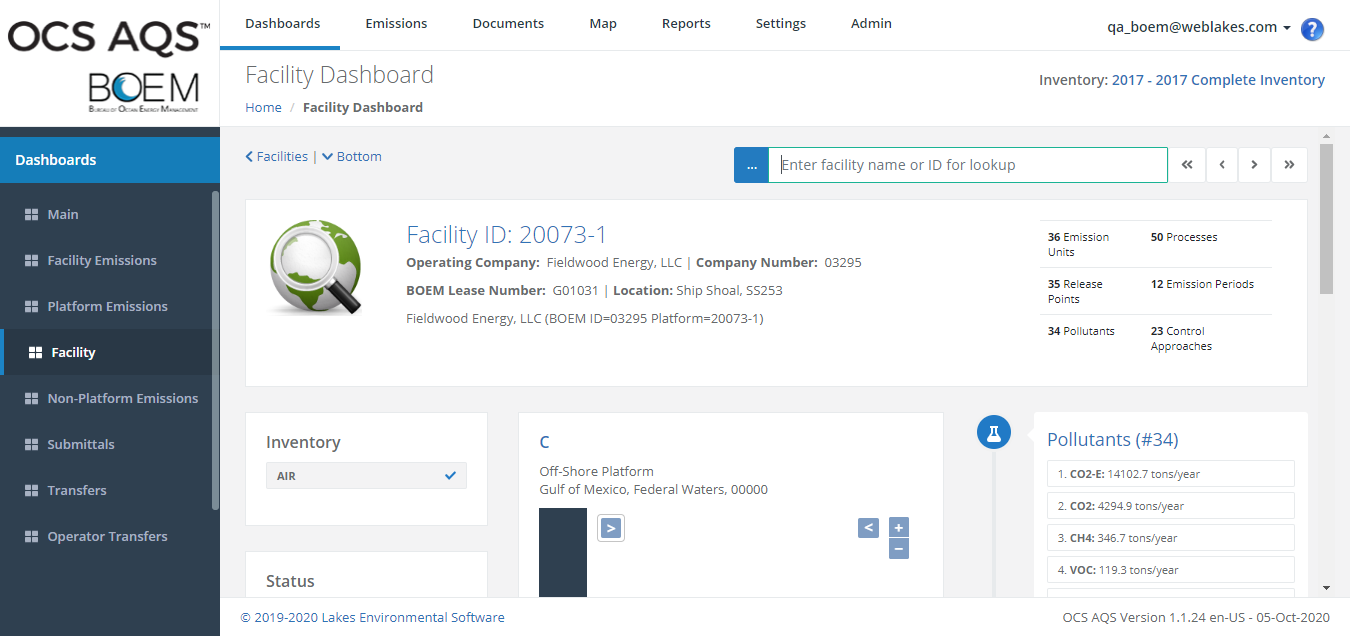 OCS AQS™
BOEM
BUREAU OF OCEAN ENERGY MANAGEMENT
Dashboards
Emissions
Documents
Map
Reports
Settings
Admin
qa_boem@weblakes.com
?
Facility Dashboard
Home / Facility Dashboard
Inventory: 2017 - 2017 Complete Inventory
Dashboards
Main
Facility Emissions
Platform Emissions
Facility
Non-Platform Emissions
Submittals
Transfers
Operator Transfers
Facilities | Bottom
... Enter facility name or ID for lookup « ‹ › »
Facility ID: 20073-1
Operating Company: Fieldwood Energy, LLC | Company Number: 03295
BOEM Lease Number: G01031 | Location: Ship Shoal, SS253
Fieldwood Energy, LLC (BOEM ID=03295 Platform=20073-1)
36 Emission
Units
50 Processes
35 Release
Points
12 Emission Periods
34 Pollutants
23 Control
Approaches
Inventory
AIR
Status
C
Off-Shore Platform
Gulf of Mexico, Federal Waters, 00000
>
<
+
−
Pollutants (#34)
1. CO2-E: 14102.7 tons/year
2. CO2: 4294.9 tons/year
3. CH4: 346.7 tons/year
4. VOC: 119.3 tons/year
© 2019-2020 Lakes Environmental Software
OCS AQS Version 1.1.24 en-US - 05-Oct-2020